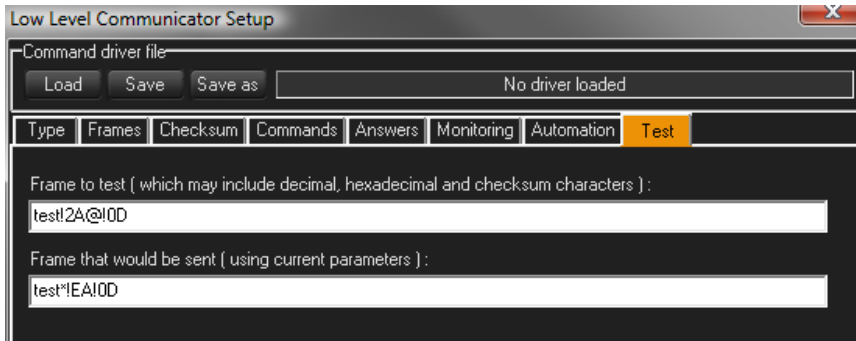 Low Level Communicator Setup
X
Command driver file
Load Save Save as No driver loaded
Type Frames Checksum Commands Answers Monitoring Automation Test
Frame to test ( which may include decimal, hexadecimal and checksum characters ) :
test!2A@!0D
Frame that would be sent ( using current parameters ) :
test*!EA!0D